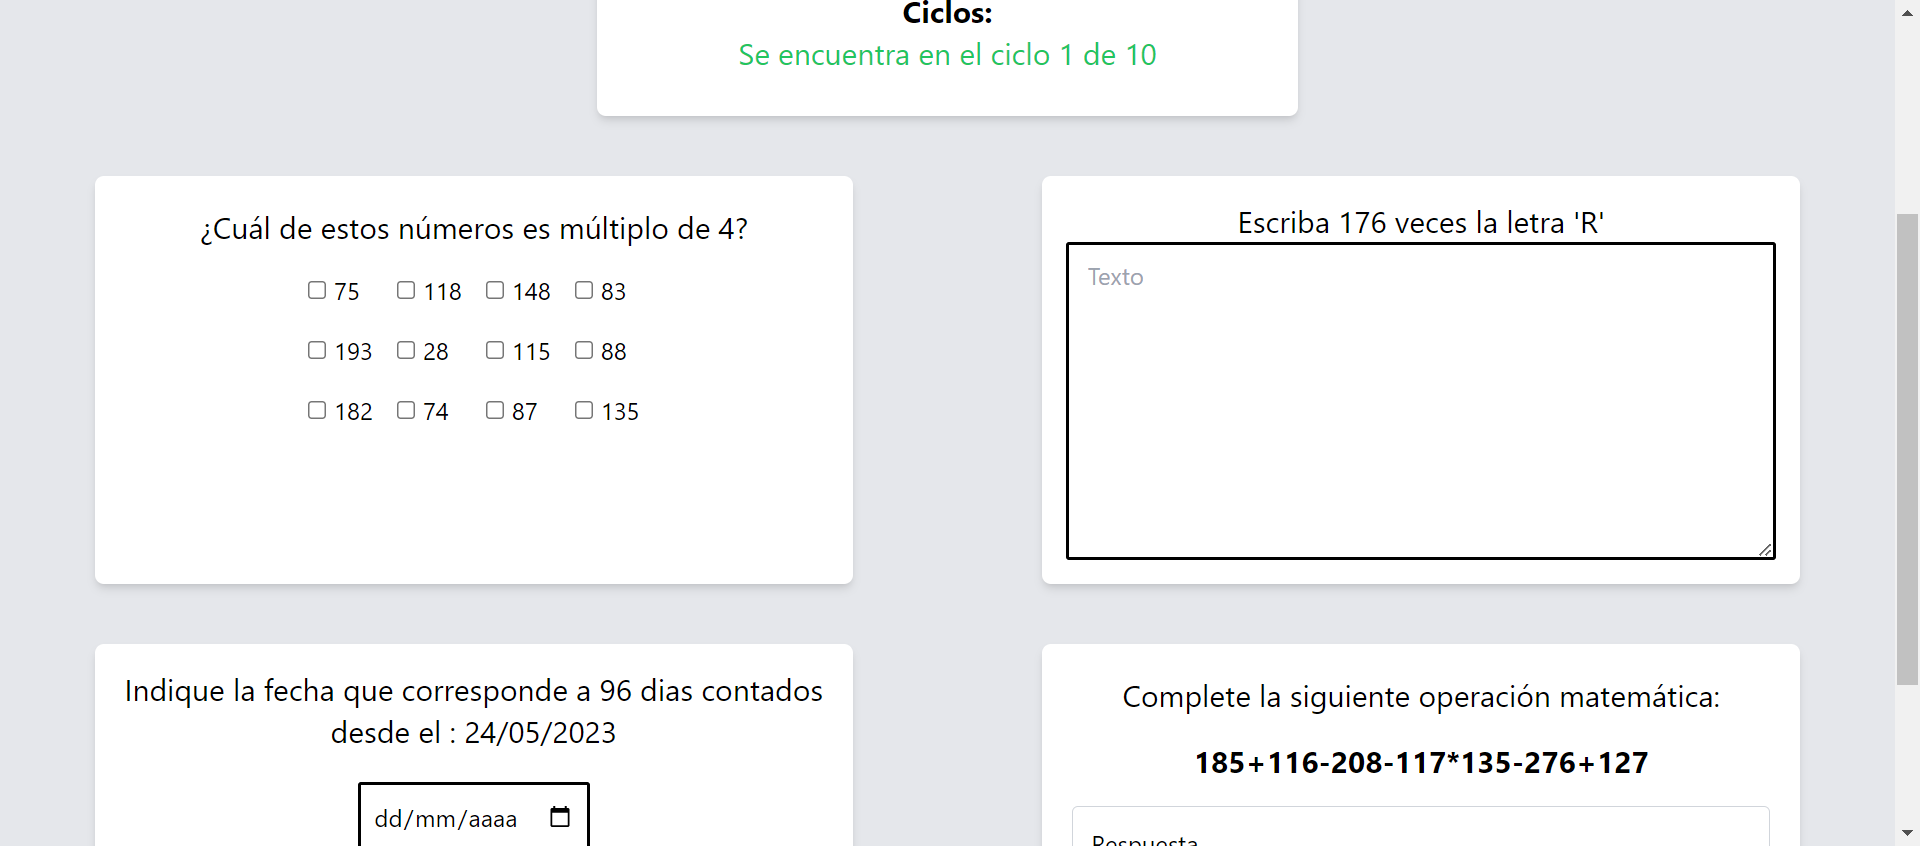 Ciclos:
Se encuentra en el ciclo 1 de 10
¿Cuál de estos números es múltiplo de 4?
75 118 148 83
193 28 115 88
182 74 87 135
Escriba 176 veces la letra 'R'
Texto
Indique la fecha que corresponde a 96 dias contados
desde el : 24/05/2023
dd/mm/aaaa
Complete la siguiente operación matemática:
185+116-208-117*135-276+127
Respuesta